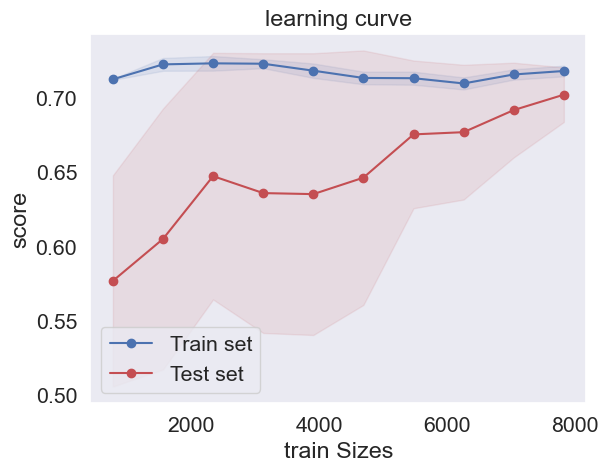 learning curve
score
0.70
0.65
0.60
0.55
0.50
Train set
Test set
2000 4000 6000 8000
train Sizes